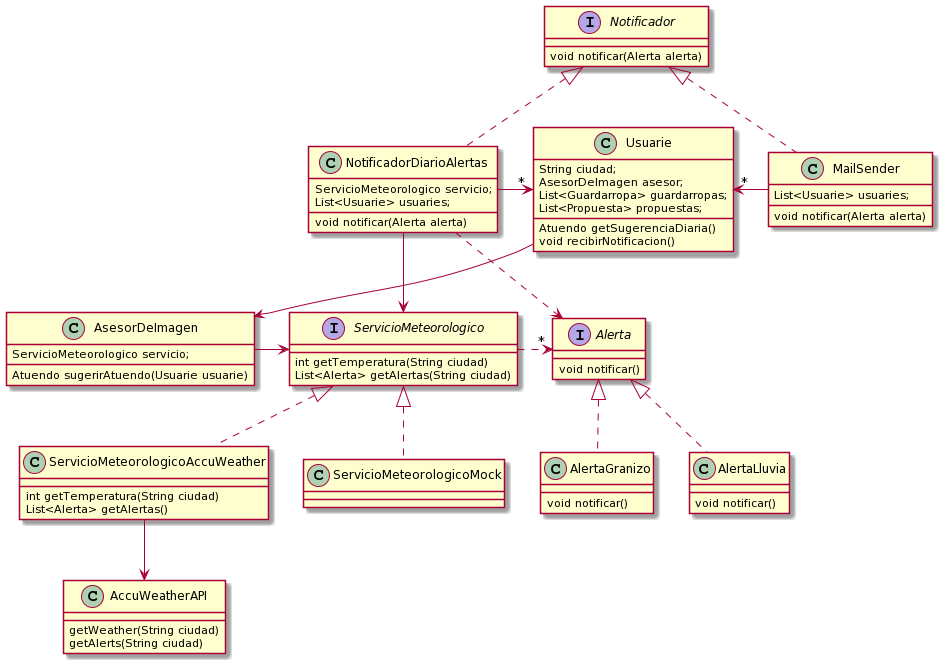 I Notificador
void notificar(Alerta alerta)
C Usuarie
String ciudad;
AsesorDeImagen asesor;
List<Guardarropa> guardarropas;
List<Propuesta> propuestas;
Atuendo getSugerenciaDiaria()
void recibirNotificacion()
C NotificadorDiarioAlertas
ServicioMeteorologico servicio;
List<Usuarie> usuaries;
void notificar(Alerta alerta)
*
*
C MailSender
List<Usuarie> usuaries;
void notificar(Alerta alerta)
C AsesorDeImagen
ServicioMeteorologico servicio;
Atuendo sugerirAtuendo(Usuarie usuarie)
I ServicioMeteorologico
int getTemperatura(String ciudad)
List<Alerta> getAlertas(String ciudad)
*
I Alerta
void notificar()
C ServicioMeteorologicoAccuWeather
int getTemperatura(String ciudad)
List<Alerta> getAlertas()
C ServicioMeteorologicoMock
C AlertaGranizo
void notificar()
C AlertaLluvia
void notificar()
C AccuWeatherAPI
getWeather(String ciudad)
getAlerts(String ciudad)